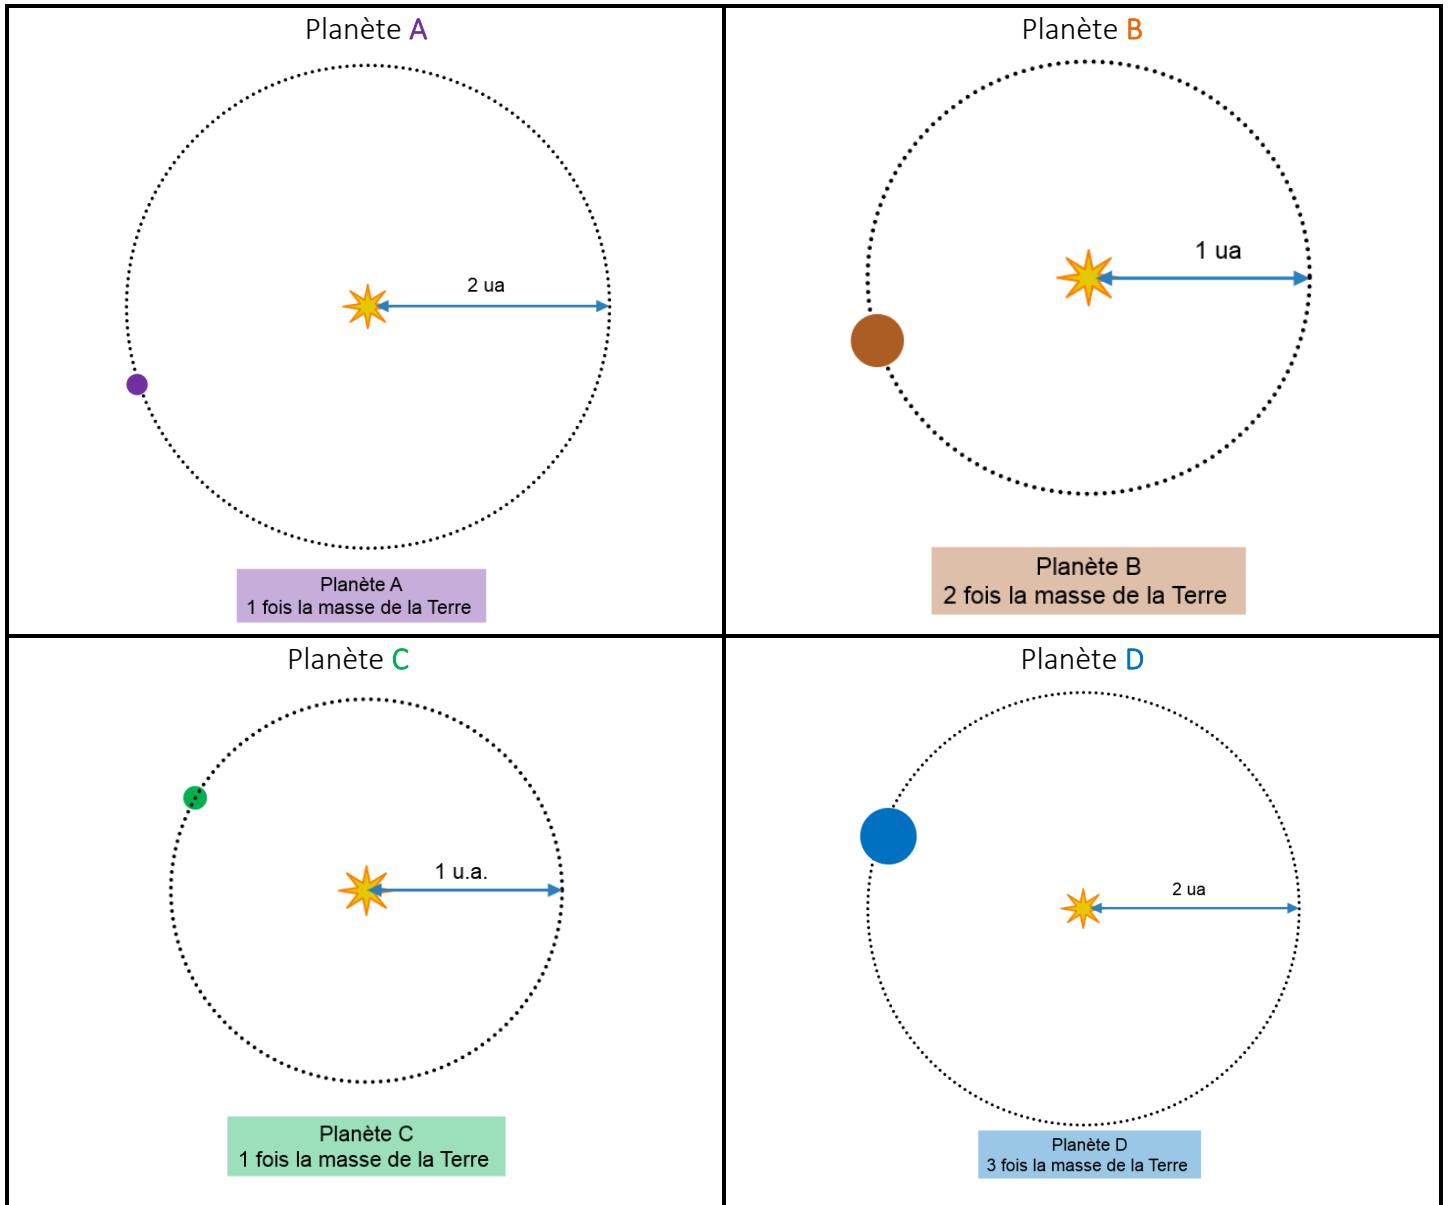 Planète A
2 ua
Planète A
1 fois la masse de la Terre
Planète B
1 ua
Planète B
2 fois la masse de la Terre
Planète C
1 u.a.
Planète C
1 fois la masse de la Terre
Planète D
2 ua
Planète D
3 fois la masse de la Terre